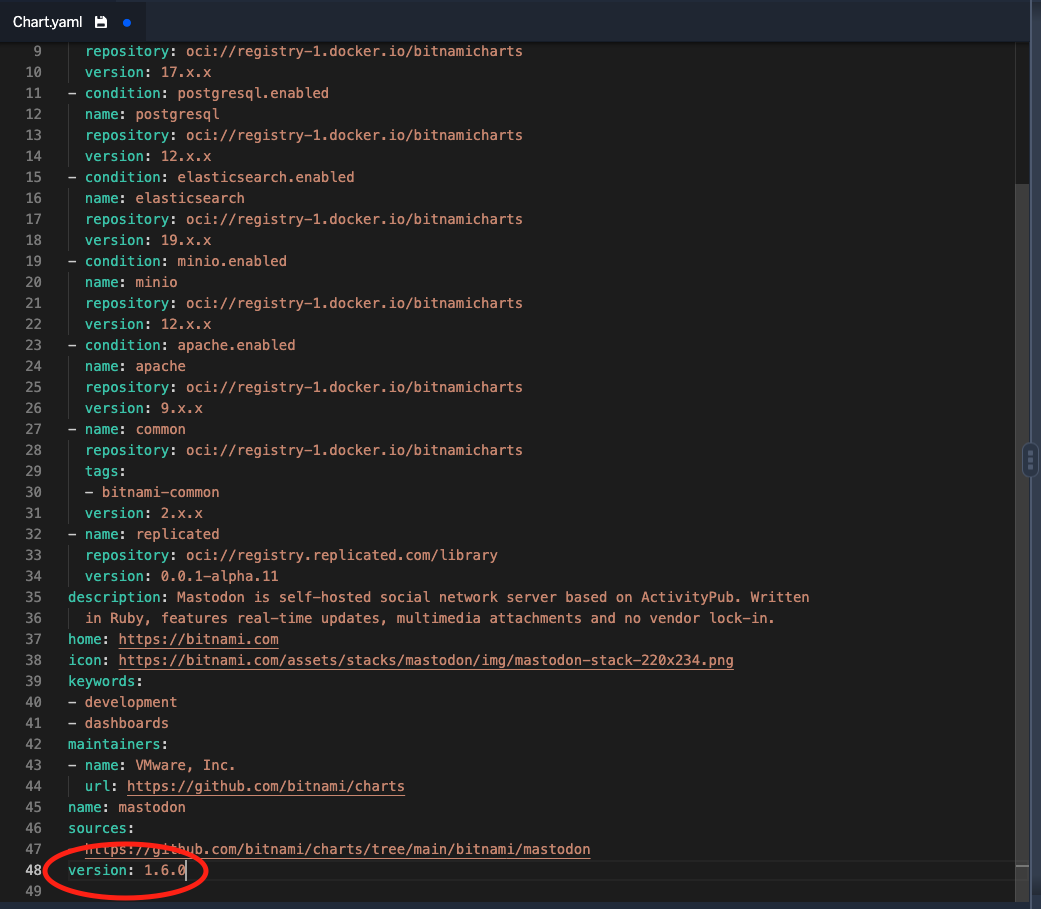 Chart.yaml
9 repository: oci://registry-1.docker.io/bitnamicharts
10 version: 17.x.x
11 - condition: postgresql.enabled
12 name: postgresql
13 repository: oci://registry-1.docker.io/bitnamicharts
14 version: 12.x.x
15 - condition: elasticsearch.enabled
16 name: elasticsearch
17 repository: oci://registry-1.docker.io/bitnamicharts
18 version: 19.x.x
19 - condition: minio.enabled
20 name: minio
21 repository: oci://registry-1.docker.io/bitnamicharts
22 version: 12.x.x
23 - condition: apache.enabled
24 name: apache
25 repository: oci://registry-1.docker.io/bitnamicharts
26 version: 9.x.x
27 - name: common
28 repository: oci://registry-1.docker.io/bitnamicharts
29 tags:
30 - bitnami-common
31 version: 2.x.x
32 - name: replicated
33 repository: oci://registry.replicated.com/library
34 version: 0.0.1-alpha.11
35 description: Mastodon is self-hosted social network server based on ActivityPub. Written
36 in Ruby, features real-time updates, multimedia attachments and no vendor lock-in.
37 home: https://bitnami.com
38 icon: https://bitnami.com/assets/stacks/mastodon/img/mastodon-stack-220x234.png
39 keywords:
40 - development
41 - dashboards
42 maintainers:
43 - name: VMware, Inc.
44 url: https://github.com/bitnami/charts
45 name: mastodon
46 sources:
47 https://github.com/bitnami/charts/tree/main/bitnami/mastodon
48 version: 1.6.0
49